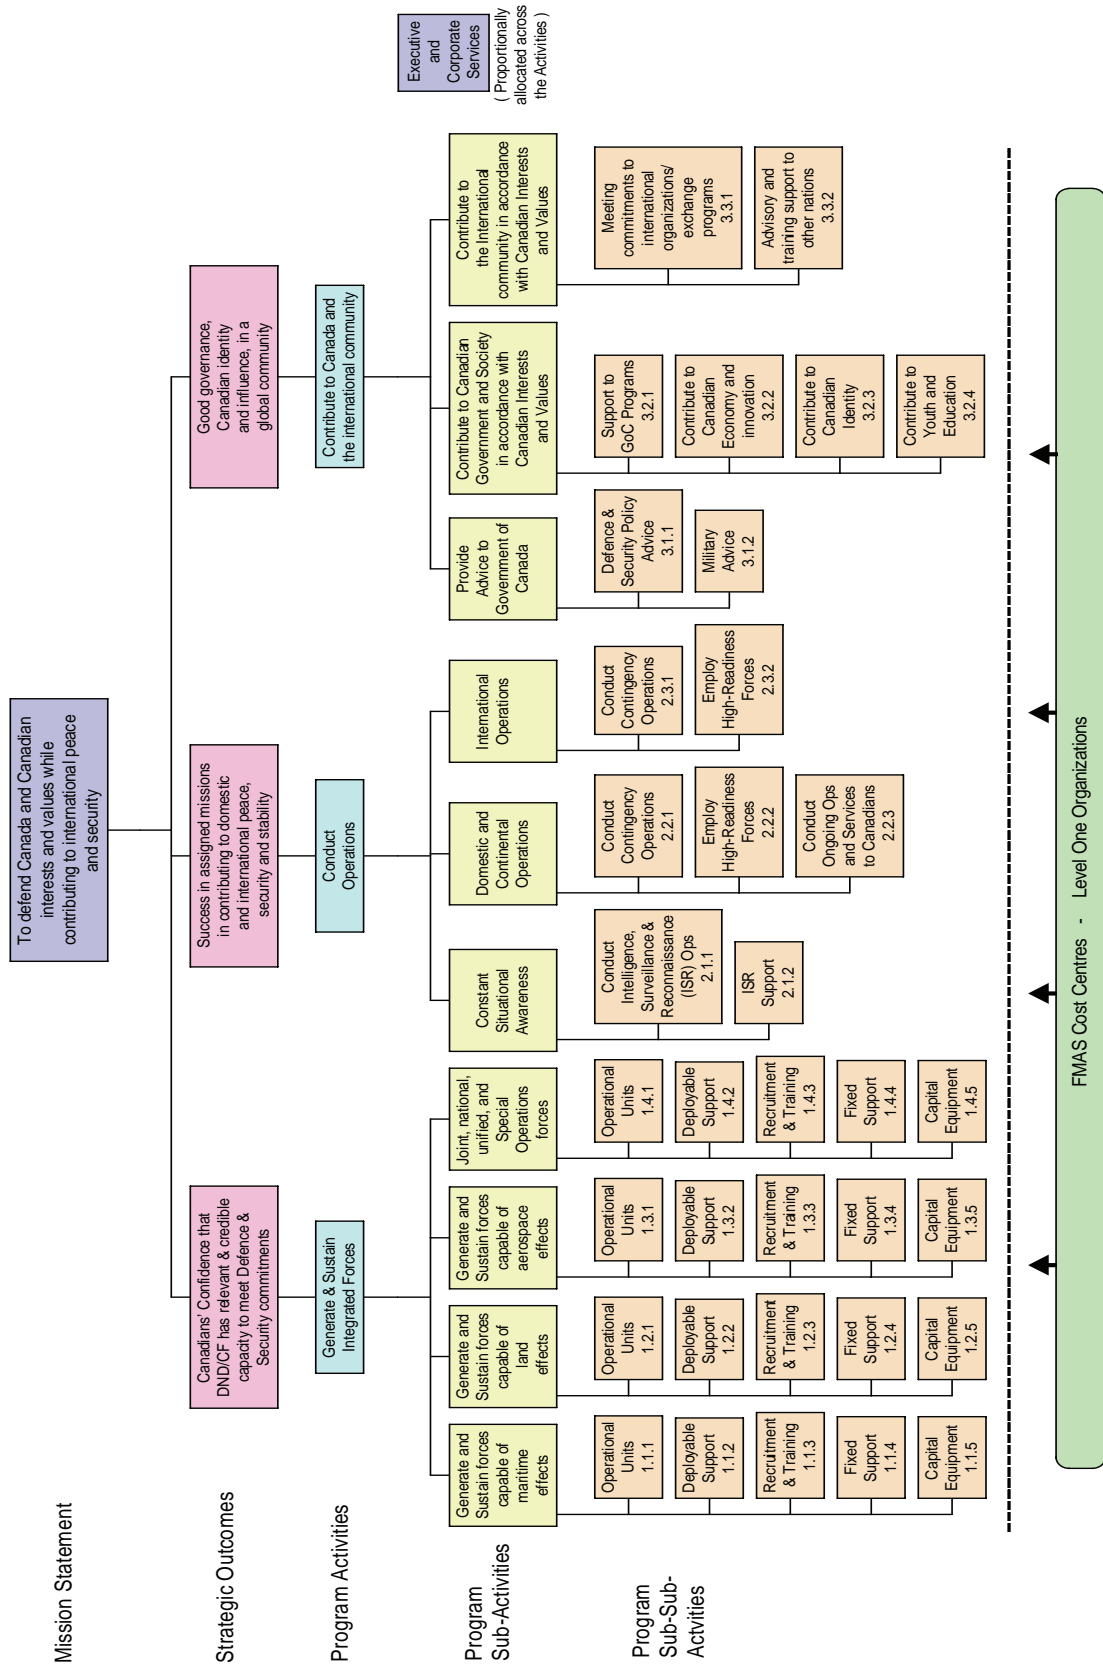 Mission Statement
To defend Canada and Canadian
interests and values while
contributing to international peace
and security
Strategic Outcomes
Canadians' Confidence that
DND/CF has relevant & credible
capacity to meet Defence &
Security commitments
Success in assigned missions
in contributing to domestic
and international peace,
security and stability
Good governance,
Canadian identity
and influence, in a
global community
Program Activities
Generate & Sustain
Integrated Forces
Conduct
Operations
Contribute to Canada and
the international community
Executive
and
Corporate
Services
( Proportionally
allocated across
the Activities )
Program
Sub-Activities
Generate and
Sustain forces
capable of
maritime
effects
Generate and
Sustain forces
capable of
land
effects
Generate and
Sustain forces
capable of
aerospace
effects
Joint, national,
unified, and
Special
Operations
forces
Constant
Situational
Awareness
Domestic and
Continental
Operations
International
Operations
Provide
Advice to
Government of
Canada
Contribute to Canadian
Government and Society
in accordance with
Canadian Interests
and Values
Contribute to
the International
community in accordance
with Canadian Interests
and Values
Program
Sub-Sub-
Actvities
Operational
Units
1.1.1
Deployable
Support
1.1.2
Recruitment
& Training
1.1.3
Fixed
Support
1.1.4
Capital
Equipment
1.1.5
Operational
Units
1.2.1
Deployable
Support
1.2.2
Recruitment
& Training
1.2.3
Fixed
Support
1.2.4
Capital
Equipment
1.2.5
Operational
Units
1.3.1
Deployable
Support
1.3.2
Recruitment
& Training
1.3.3
Fixed
Support
1.3.4
Capital
Equipment
1.3.5
Operational
Units
1.4.1
Deployable
Support
1.4.2
Recruitment
& Training
1.4.3
Fixed
Support
1.4.4
Capital
Equipment
1.4.5
Conduct
Intelligence,
Surveillance &
Reconnaissance
(ISR) Ops
2.1.1
ISR
Support
2.1.2
Conduct
Contingency
Operations
2.2.1
Employ
High-Readiness
Forces
2.2.2
Conduct
Ongoing Ops
and Services
to Canadians
2.2.3
Conduct
Contingency
Operations
2.3.1
Employ
High-Readiness
Forces
2.3.2
Defence &
Security Policy
Advice
3.1.1
Military
Advice
3.1.2
Support to
GoC Programs
3.2.1
Contribute to
Canadian
Economy and
innovation
3.2.2
Contribute to
Canadian
Identity
3.2.3
Contribute to
Youth and
Education
3.2.4
Meeting
commitments to
international
organizations/
exchange
programs
3.3.1
Advisory and
training support to
other nations
3.3.2
FMAS Cost Centres - Level One Organizations